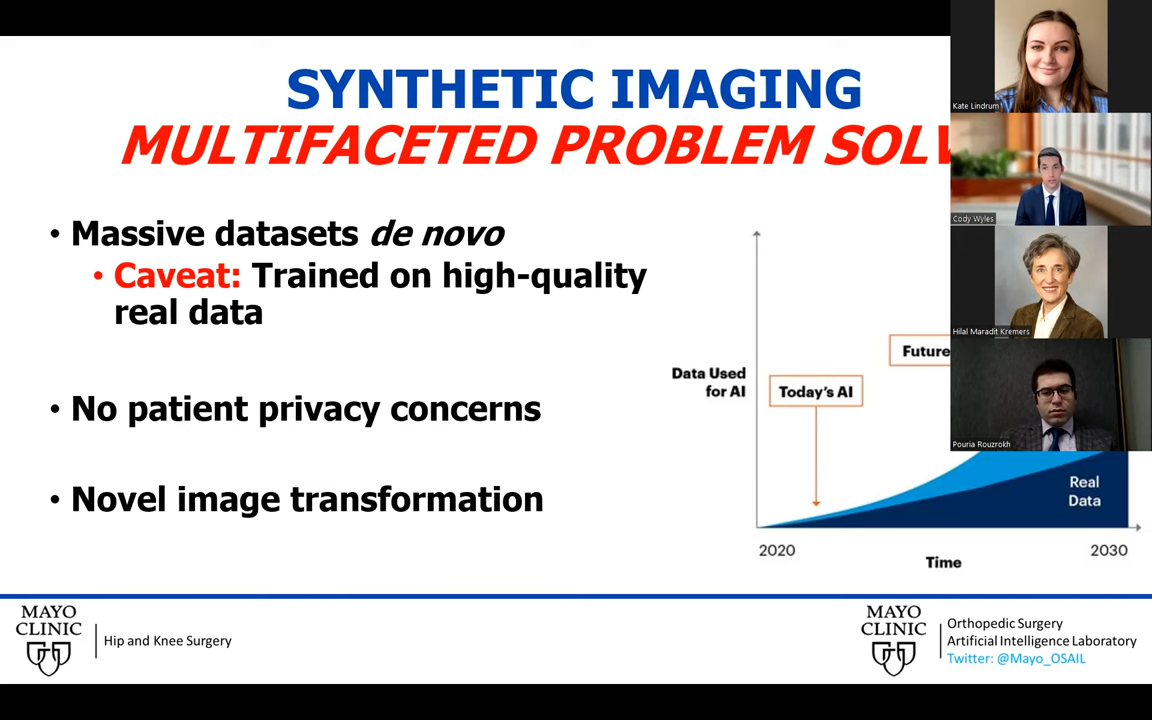 SYNTHETIC IMAGING
MULTIFACETED PROBLEM SOLV
• Massive datasets de novo
• Caveat: Trained on high-quality
real data
• No patient privacy concerns
• Novel image transformation
Data Used
for AI
Today's AI
Future
Real
Data
2020
2030
Time
Kate Lindrum
Cody Wyles
Hilal Maradit Kremers
Pouria Rouzrokh
MAYO
CLINIC
Hip and Knee Surgery
MAYO
CLINIC
Orthopedic Surgery
Artificial Intelligence Laboratory
Twitter: @Mayo_OSAIL